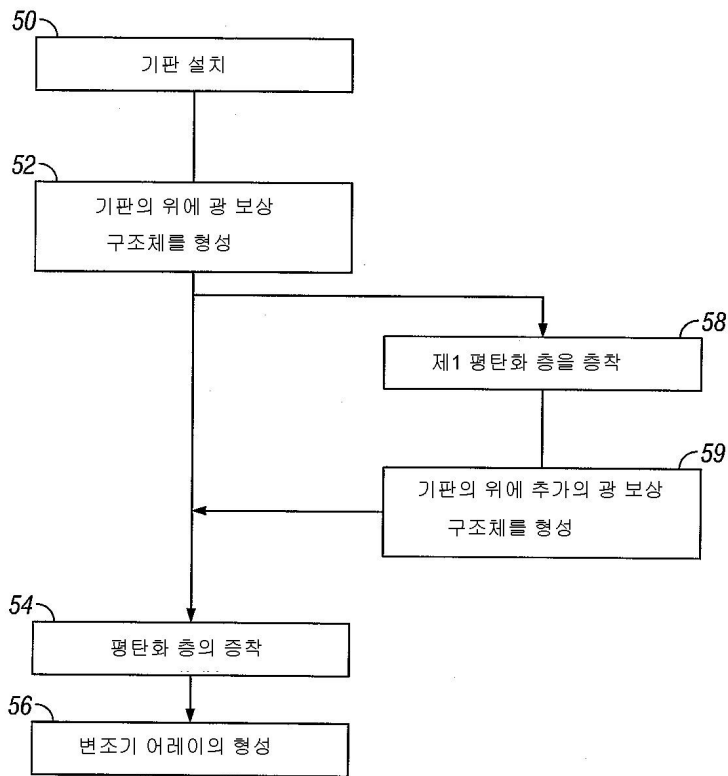 50
기판 설치
52
기판의 위에 광 보상
구조체를 형성
58
제1 평탄화 층을 층착
59
기판의 위에 추가의 광 보상
구조체를 형성
54
평탄화 층의 증착
56
변조기 어레이의 형성